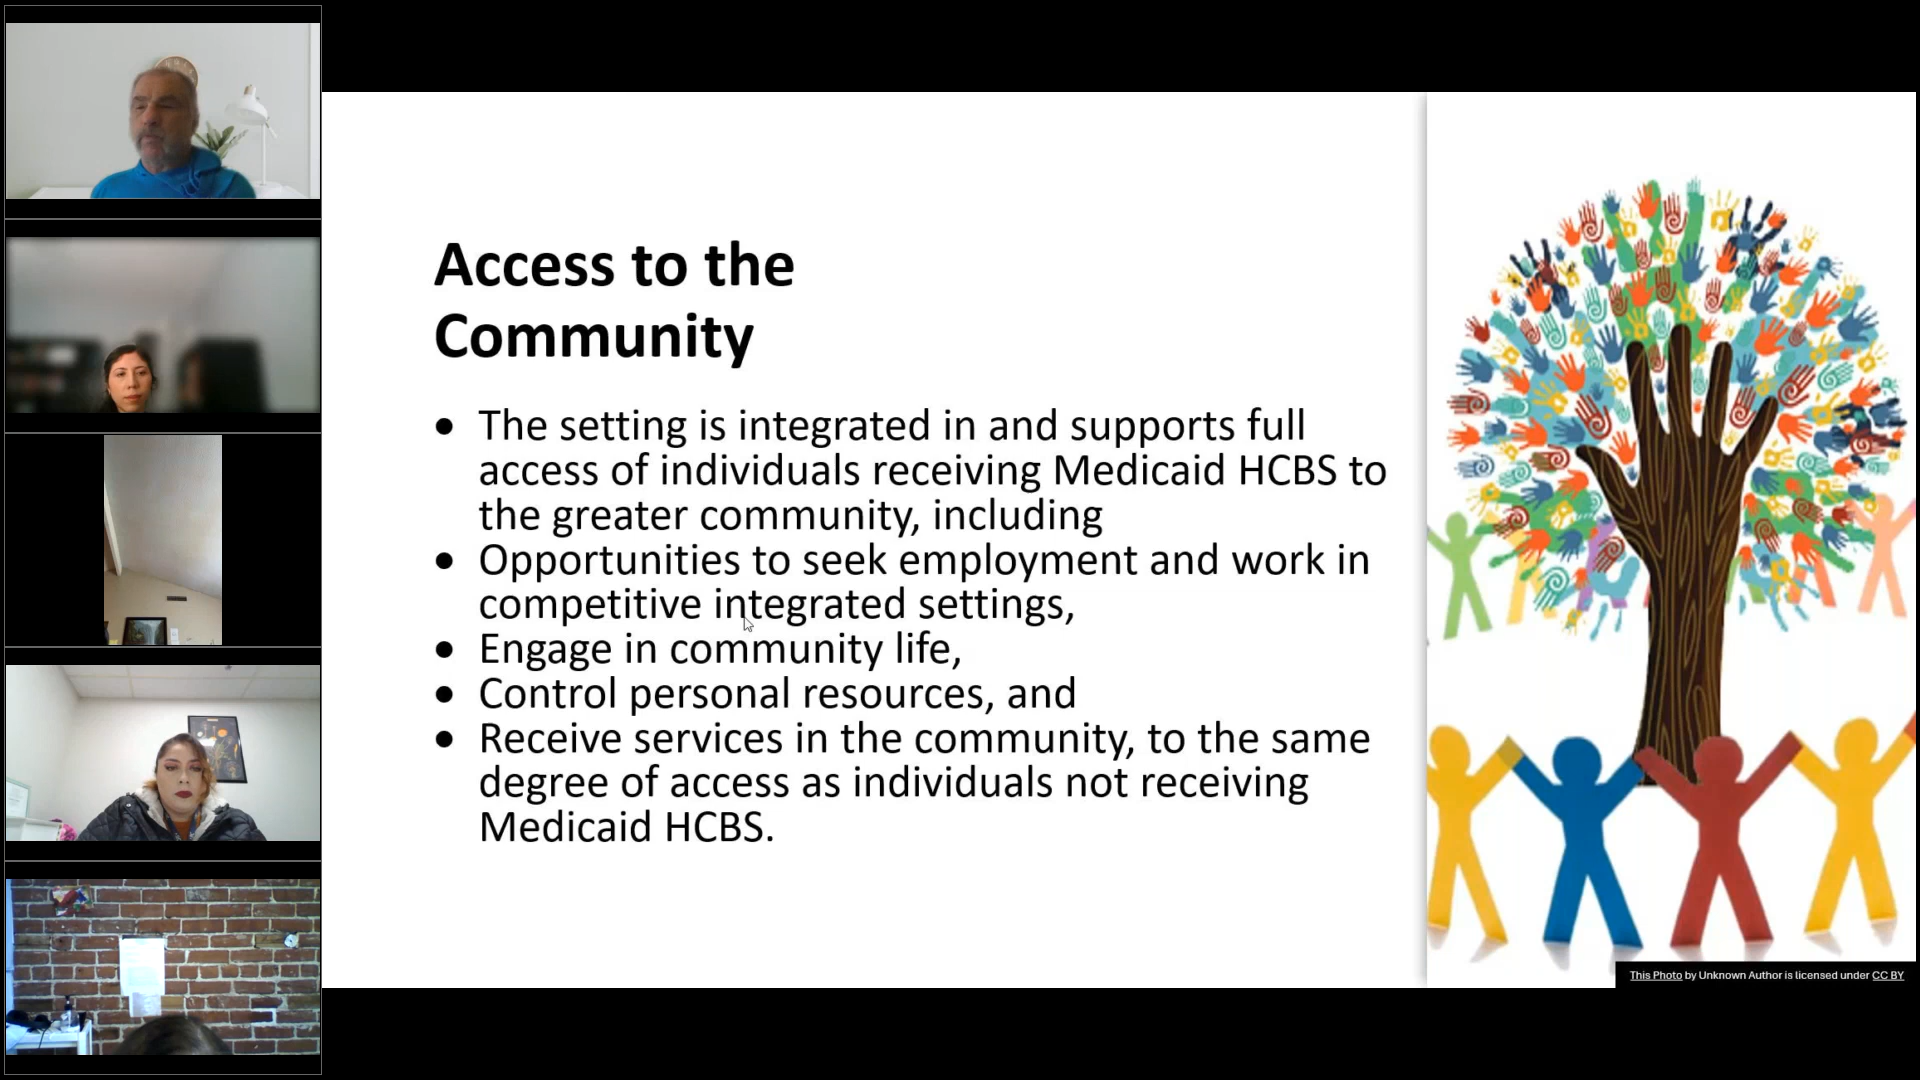 Access to the
Community
• The setting is integrated in and supports full
access of individuals receiving Medicaid HCBS to
the greater community, including
• Opportunities to seek employment and work in
competitive integrated settings,
• Engage in community life,
• Control personal resources, and
• Receive services in the community, to the same
degree of access as individuals not receiving
Medicaid HCBS.
This Photo by Unknown Author is licensed under CC BY